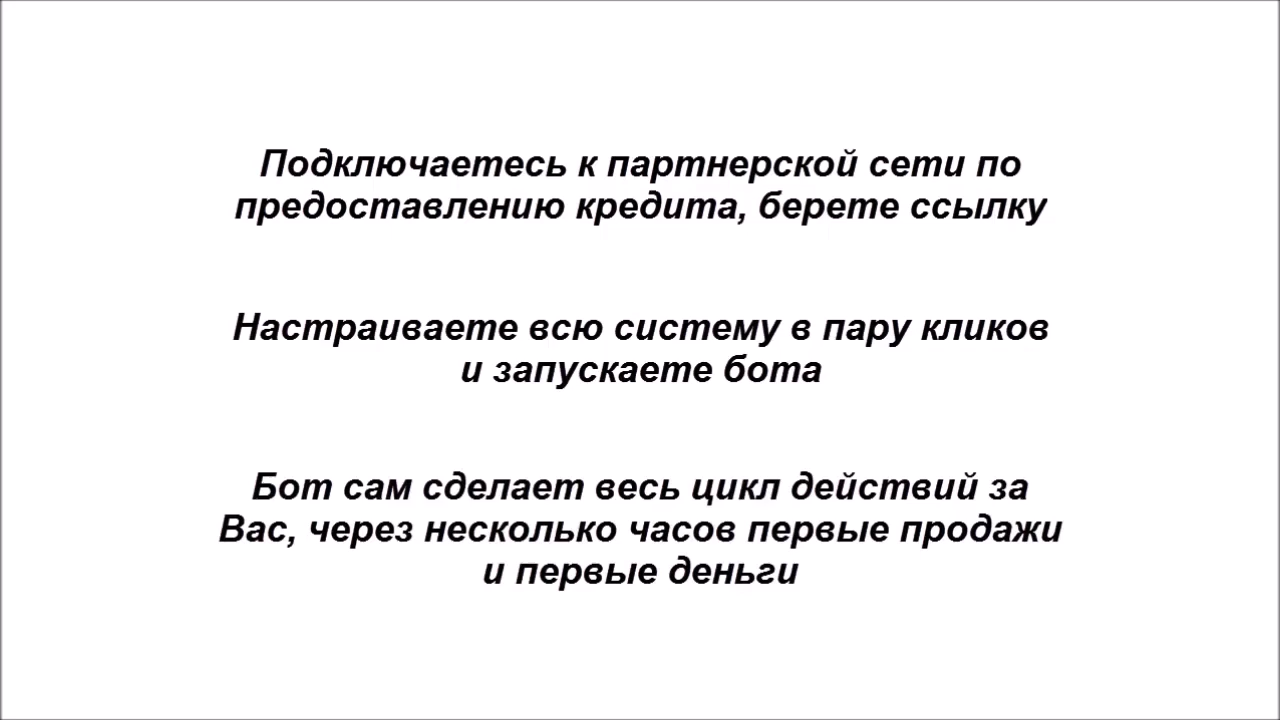 Подключаетесь к партнерской сети по
предоставлению кредита, берете ссылку
Настраиваете всю систему в пару кликов
и запускаете бота
Бот сам сделает весь цикл действий за
Вас, через несколько часов первые продажи
и первые деньги